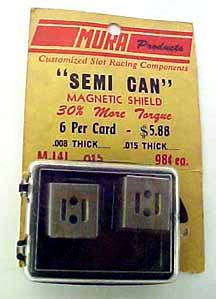 MURA Products
Customized Slot Racing Components
"SEMI CAN"
MAGNETIC SHIELD
30% More Torque
6 Per Card - $5.88
.008 THICK .015 THICK
M-141 .015 98¢ ea.